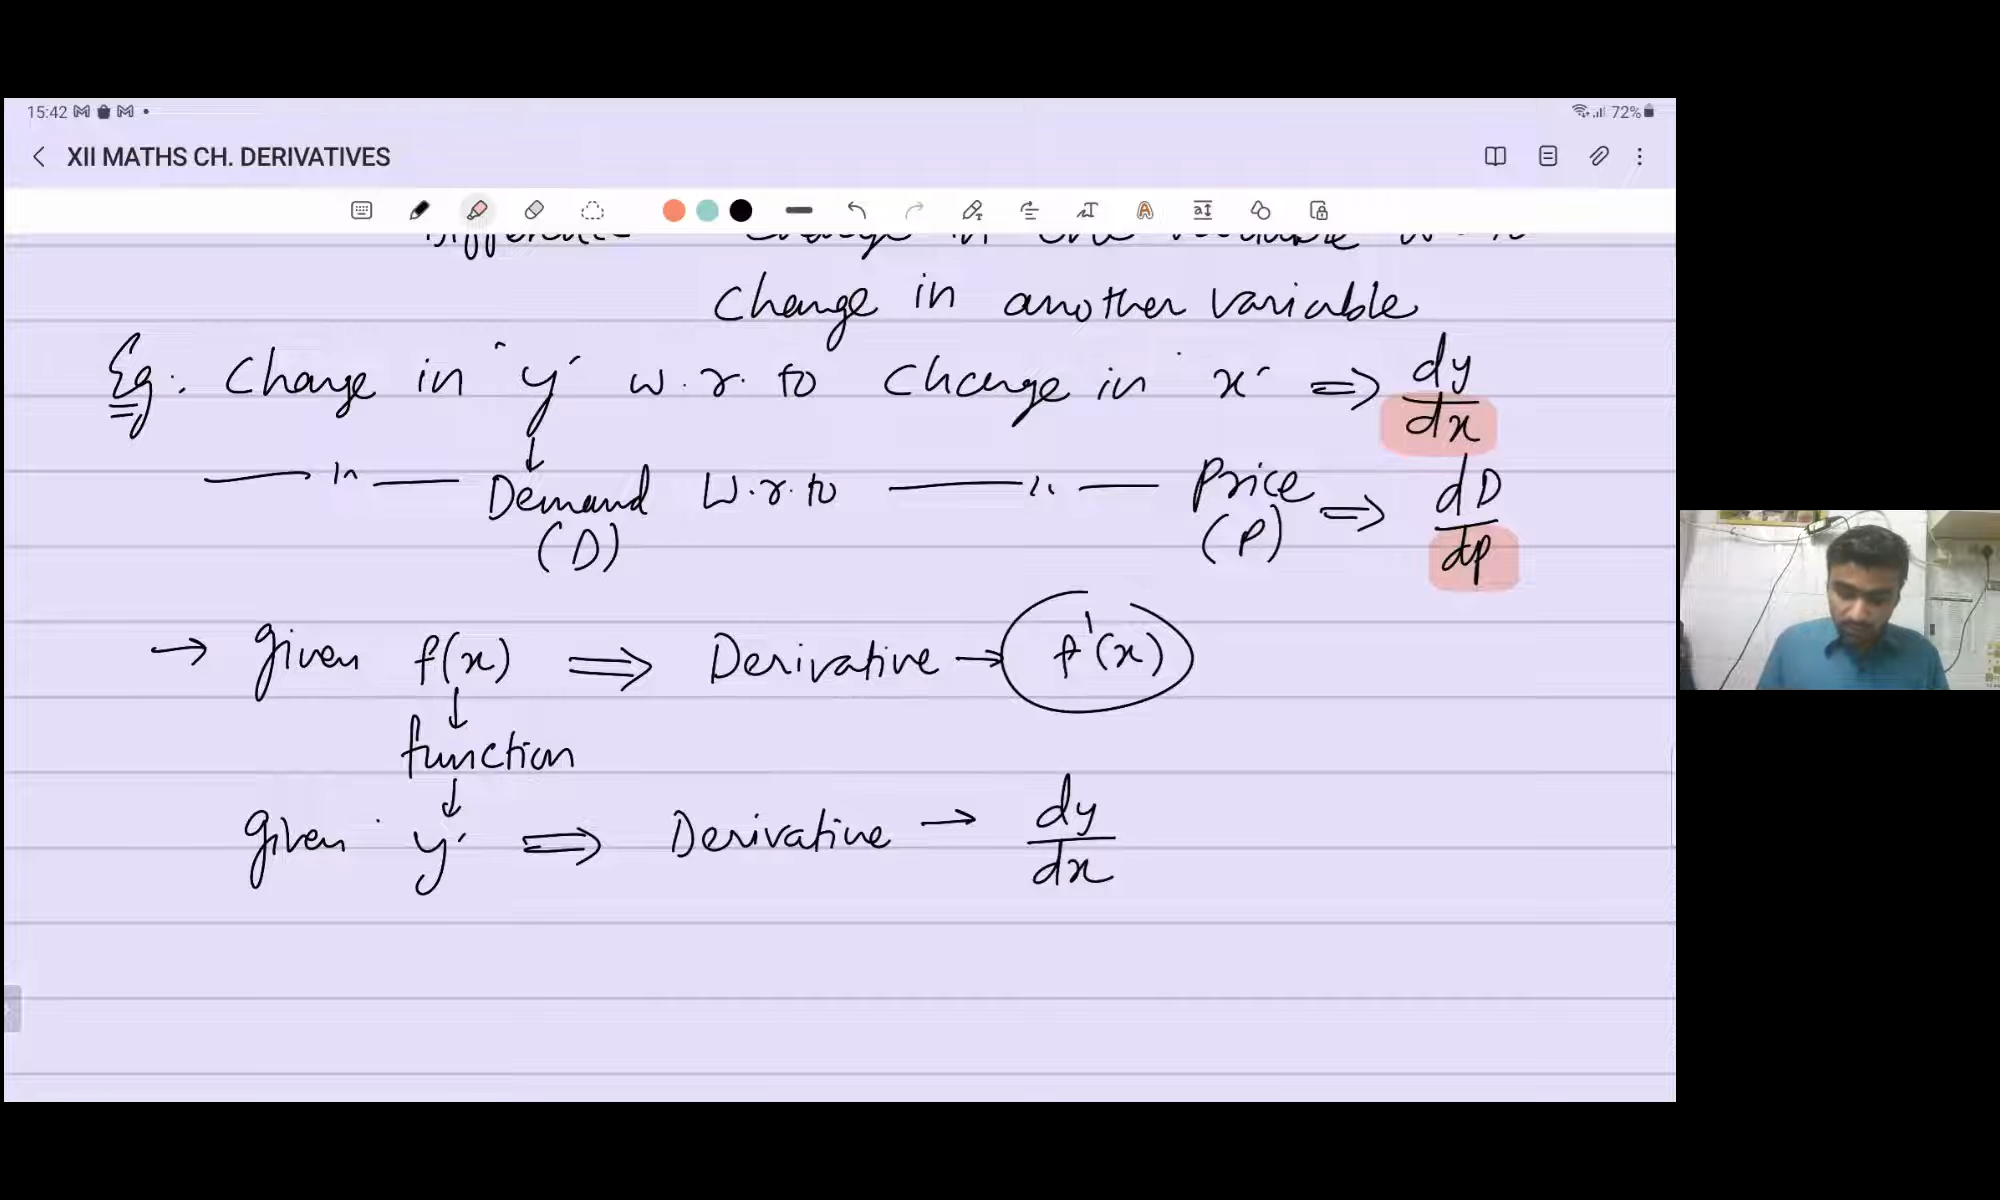 15:42
72%
XII MATHS CH. DERIVATIVES
change in another variable
Eg:. Change in "y" w.r. to change in "x" ⇒ dy/dx
—— 〃 —— Demand w.r.to —— 〃 —— Price ⇒ dD/dp
(D) (P)
→ given f(x) ⇒ Derivative → f'(x)
function
given "y" ⇒ Derivative → dy/dx